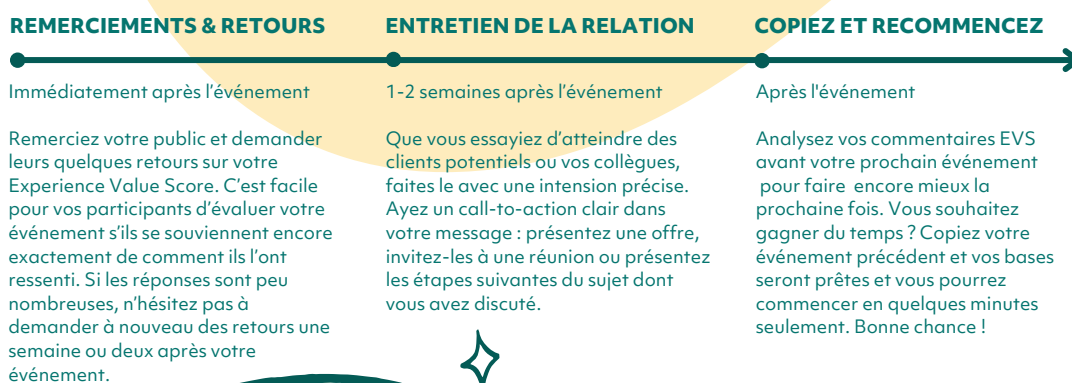 REMERCIEMENTS & RETOURS
Immédiatement après l'événement
Remerciez votre public et demander
leurs quelques retours sur votre
Experience Value Score. C'est facile
pour vos participants d'évaluer votre
événement s'ils se souviennent encore
exactement de comment ils l'ont
ressenti. Si les réponses sont peu
nombreuses, n'hésitez pas à
demander à nouveau des retours une
semaine ou deux après votre
événement.
ENTRETIEN DE LA RELATION
1-2 semaines après l'événement
Que vous essayiez d'atteindre des
clients potentiels ou vos collègues,
faites le avec une intension précise.
Ayez un call-to-action clair dans
votre message : présentez une offre,
invitez-les à une réunion ou présentez
les étapes suivantes du sujet dont
vous avez discuté.
COPIEZ ET RECOMMENCEZ
Après l'événement
Analysez vos commentaires EVS
avant votre prochain événement
pour faire encore mieux la
prochaine fois. Vous souhaitez
gagner du temps ? Copiez votre
événement précédent et vos bases
seront prêtes et vous pourrez
commencer en quelques minutes
seulement. Bonne chance !